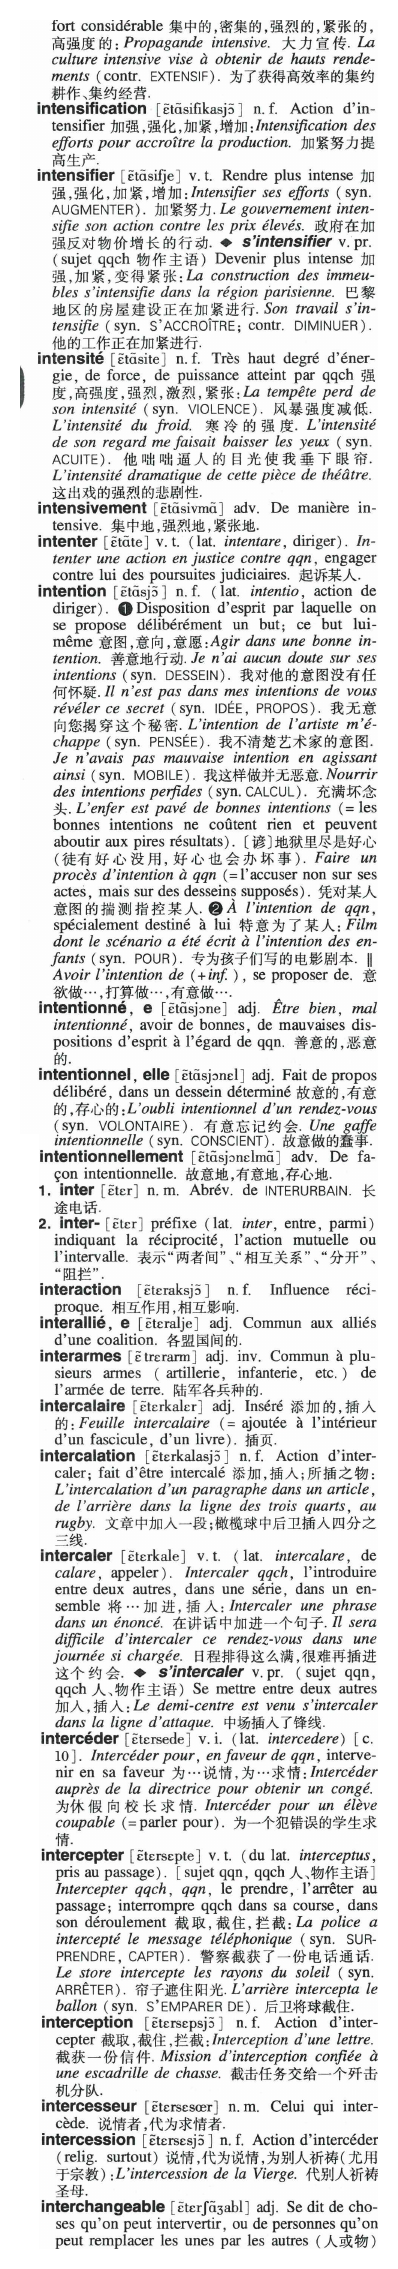 fort considérable 集中的,密集的,强烈的,紧张的,
高强度的: Propagande intensive. 大力宣传. La
culture intensive vise à obtenir de hauts rende-
ments (contr. EXTENSIF). 为了获得高效率的集约
耕作、集约经营.
intensification [ɛ̃tɑ̃sifikasjɔ̃] n. f. Action d'in-
tensifier 加强,强化,加紧,增加: Intensification des
efforts pour accroître la production. 加紧努力提
高生产.
intensifier [ɛ̃tɑ̃sifje] v. t. Rendre plus intense 加
强,强化,加紧,增加: Intensifier ses efforts (syn.
AUGMENTER). 加紧努力. Le gouvernement inten-
sifie son action contre les prix élevés. 政府在加
强反对物价增长的行动. ◆ s'intensifier v. pr.
(sujet qqch 物作主语) Devenir plus intense 加
强,加紧,变得紧张: La construction des immeu-
bles s'intensifie dans la région parisienne. 巴黎
地区的房屋建设正在加紧进行. Son travail s'in-
tensifie (syn. S'ACCROÎTRE; contr. DIMINUER).
他的工作正在加紧进行.
intensité [ɛ̃tɑ̃site] n. f. Très haut degré d'éner-
gie, de force, de puissance atteint par qqch 强
度,高强度,强烈,激烈,紧张: La tempête perd de
son intensité (syn. VIOLENCE). 风暴强度减低.
L'intensité du froid. 寒冷的强度. L'intensité
de son regard me faisait baisser les yeux (syn.
ACUITE). 他咄咄逼人的目光使我垂下眼帘.
L'intensité dramatique de cette pièce de théâtre.
这出戏的强烈的悲剧性.
intensivement [ɛ̃tɑ̃sivmɑ̃] adv. De manière in-
tensive. 集中地,强烈地,紧张地.
intenter [ɛ̃tɑ̃te] v. t. (lat. intentare, diriger). In-
tenter une action en justice contre qqn, engager
contre lui des poursuites judiciaires. 起诉某人.
intention [ɛ̃tɑ̃sjɔ̃] n. f. (lat. intentio, action de
diriger). ❶ Disposition d'esprit par laquelle on
se propose délibérément un but; ce but lui-
même 意图,意向,意愿: Agir dans une bonne in-
tention. 善意地行动. Je n'ai aucun doute sur ses
intentions (syn. DESSEIN). 我对他的意图没有任
何怀疑. Il n'est pas dans mes intentions de vous
révéler ce secret (syn. IDÉE, PROPOS). 我无意
向您揭穿这个秘密. L'intention de l'artiste m'é-
chappe (syn. PENSÉE). 我不清楚艺术家的意图.
Je n'avais pas mauvaise intention en agissant
ainsi (syn. MOBILE). 我这样做并无恶意. Nourrir
des intentions perfides (syn. CALCUL). 充满坏念
头. L'enfer est pavé de bonnes intentions (= les
bonnes intentions ne coûtent rien et peuvent
aboutir aux pires résultats). 〔谚〕地狱里尽是好心
(徒有好心没用,好心也会办坏事). Faire un
procès d'intention à qqn (= l'accuser non sur ses
actes, mais sur des desseins supposés). 凭对某人
意图的揣测指控某人. ❷ À l'intention de qqn,
spécialement destiné à lui 特意为了某人: Film
dont le scénario a été écrit à l'intention des en-
fants (syn. POUR). 专为孩子们写的电影剧本. ‖
Avoir l'intention de (+ inf.), se proposer de. 意
欲做…,打算做…,有意做….
intentionné, e [ɛ̃tɑ̃sjɔne] adj. Être bien, mal
intentionné, avoir de bonnes, de mauvaises dis-
positions d'esprit à l'égard de qqn. 善意的,恶意
的.
intentionnel, elle [ɛ̃tɑ̃sjɔnɛl] adj. Fait de propos
délibéré, dans un dessein déterminé 故意的,有意
的,存心的: L'oubli intentionnel d'un rendez-vous
(syn. VOLONTAIRE). 有意忘记约会. Une gaffe
intentionnelle (syn. CONSCIENT). 故意做的蠢事.
intentionnellement [ɛ̃tɑ̃sjɔnɛlmɑ̃] adv. De fa-
çon intentionnelle. 故意地,有意地,存心地.
1. inter [ɛ̃tɛr] n. m. Abrév. de INTERURBAIN. 长
途电话.
2. inter- [ɛ̃tɛr] préfixe (lat. inter, entre, parmi)
indiquant la réciprocité, l'action mutuelle ou
l'intervalle. 表示“两者间”、“相互关系”、“分开”、
“阻拦”.
interaction [ɛ̃tɛraksjɔ̃] n. f. Influence réci-
proque. 相互作用,相互影响.
interallié, e [ɛ̃tɛralje] adj. Commun aux alliés
d'une coalition. 各盟国间的.
interarmes [ɛ̃trɛrarm] adj. inv. Commun à plu-
sieurs armes (artillerie, infanterie, etc.) de
l'armée de terre. 陆军各兵种的.
intercalaire [ɛ̃tɛrkalɛr] adj. Inséré 添加的,插入
的: Feuille intercalaire (= ajoutée à l'intérieur
d'un fascicule, d'un livre). 插页.
intercalation [ɛ̃tɛrkalasjɔ̃] n. f. Action d'inter-
caler; fait d'être intercalé 添加,插入;所插之物:
L'intercalation d'un paragraphe dans un article,
de l'arrière dans la ligne des trois quarts, au
rugby. 文章中加入一段;橄榄球中后卫插入四分之
三线.
intercaler [ɛ̃tɛrkale] v. t. (lat. intercalare, de
calare, appeler). Intercaler qqch, l'introduire
entre deux autres, dans une série, dans un en-
semble 将…加进,插入: Intercaler une phrase
dans un énoncé. 在讲话中加进一个句子. Il sera
difficile d'intercaler ce rendez-vous dans une
journée si chargée. 日程排得这么满,很难再插进
这个约会. ◆ s'intercaler v. pr. (sujet qqn,
qqch 人、物作主语) Se mettre entre deux autres
加入,插入: Le demi-centre est venu s'intercaler
dans la ligne d'attaque. 中场插入了锋线.
intercéder [ɛ̃tɛrsede] v. i. (lat. intercedere) [c.
10]. Intercéder pour, en faveur de qqn, interve-
nir en sa faveur 为…说情,为…求情: Intercéder
auprès de la directrice pour obtenir un congé.
为休假向校长求情. Intercéder pour un élève
coupable (= parler pour). 为一个犯错误的学生求
情.
intercepter [ɛ̃tɛrsɛpte] v. t. (du lat. interceptus,
pris au passage). [sujet qqn, qqch 人、物作主语]
Intercepter qqch, qqn, le prendre, l'arrêter au
passage; interrompre qqch dans sa course, dans
son déroulement 截取,截住,拦截: La police a
intercepté le message téléphonique (syn. SUR-
PRENDRE, CAPTER). 警察截获了一份电话通话.
Le store intercepte les rayons du soleil (syn.
ARRÊTER). 帘子遮住阳光. L'arrière intercepta le
ballon (syn. S'EMPARER DE). 后卫将球截住.
interception [ɛ̃tɛrsɛpsjɔ̃] n. f. Action d'inter-
cepter 截取,截住,拦截: Interception d'une lettre.
截获一份信件. Mission d'interception confiée à
une escadrille de chasse. 截击任务交给一个歼击
机分队.
intercesseur [ɛ̃tɛrsɛsœr] n. m. Celui qui inter-
cède. 说情者,代为求情者.
intercession [ɛ̃tɛrsɛsjɔ̃] n. f. Action d'intercéder
(relig. surtout) 说情,代为说情,为别人祈祷(尤用
于宗教): L'intercession de la Vierge. 代别人祈祷
圣母.
interchangeable [ɛ̃tɛrʃɑ̃ʒabl] adj. Se dit de cho-
ses qu'on peut intervertir, ou de personnes qu'on
peut remplacer les unes par les autres (人或物)